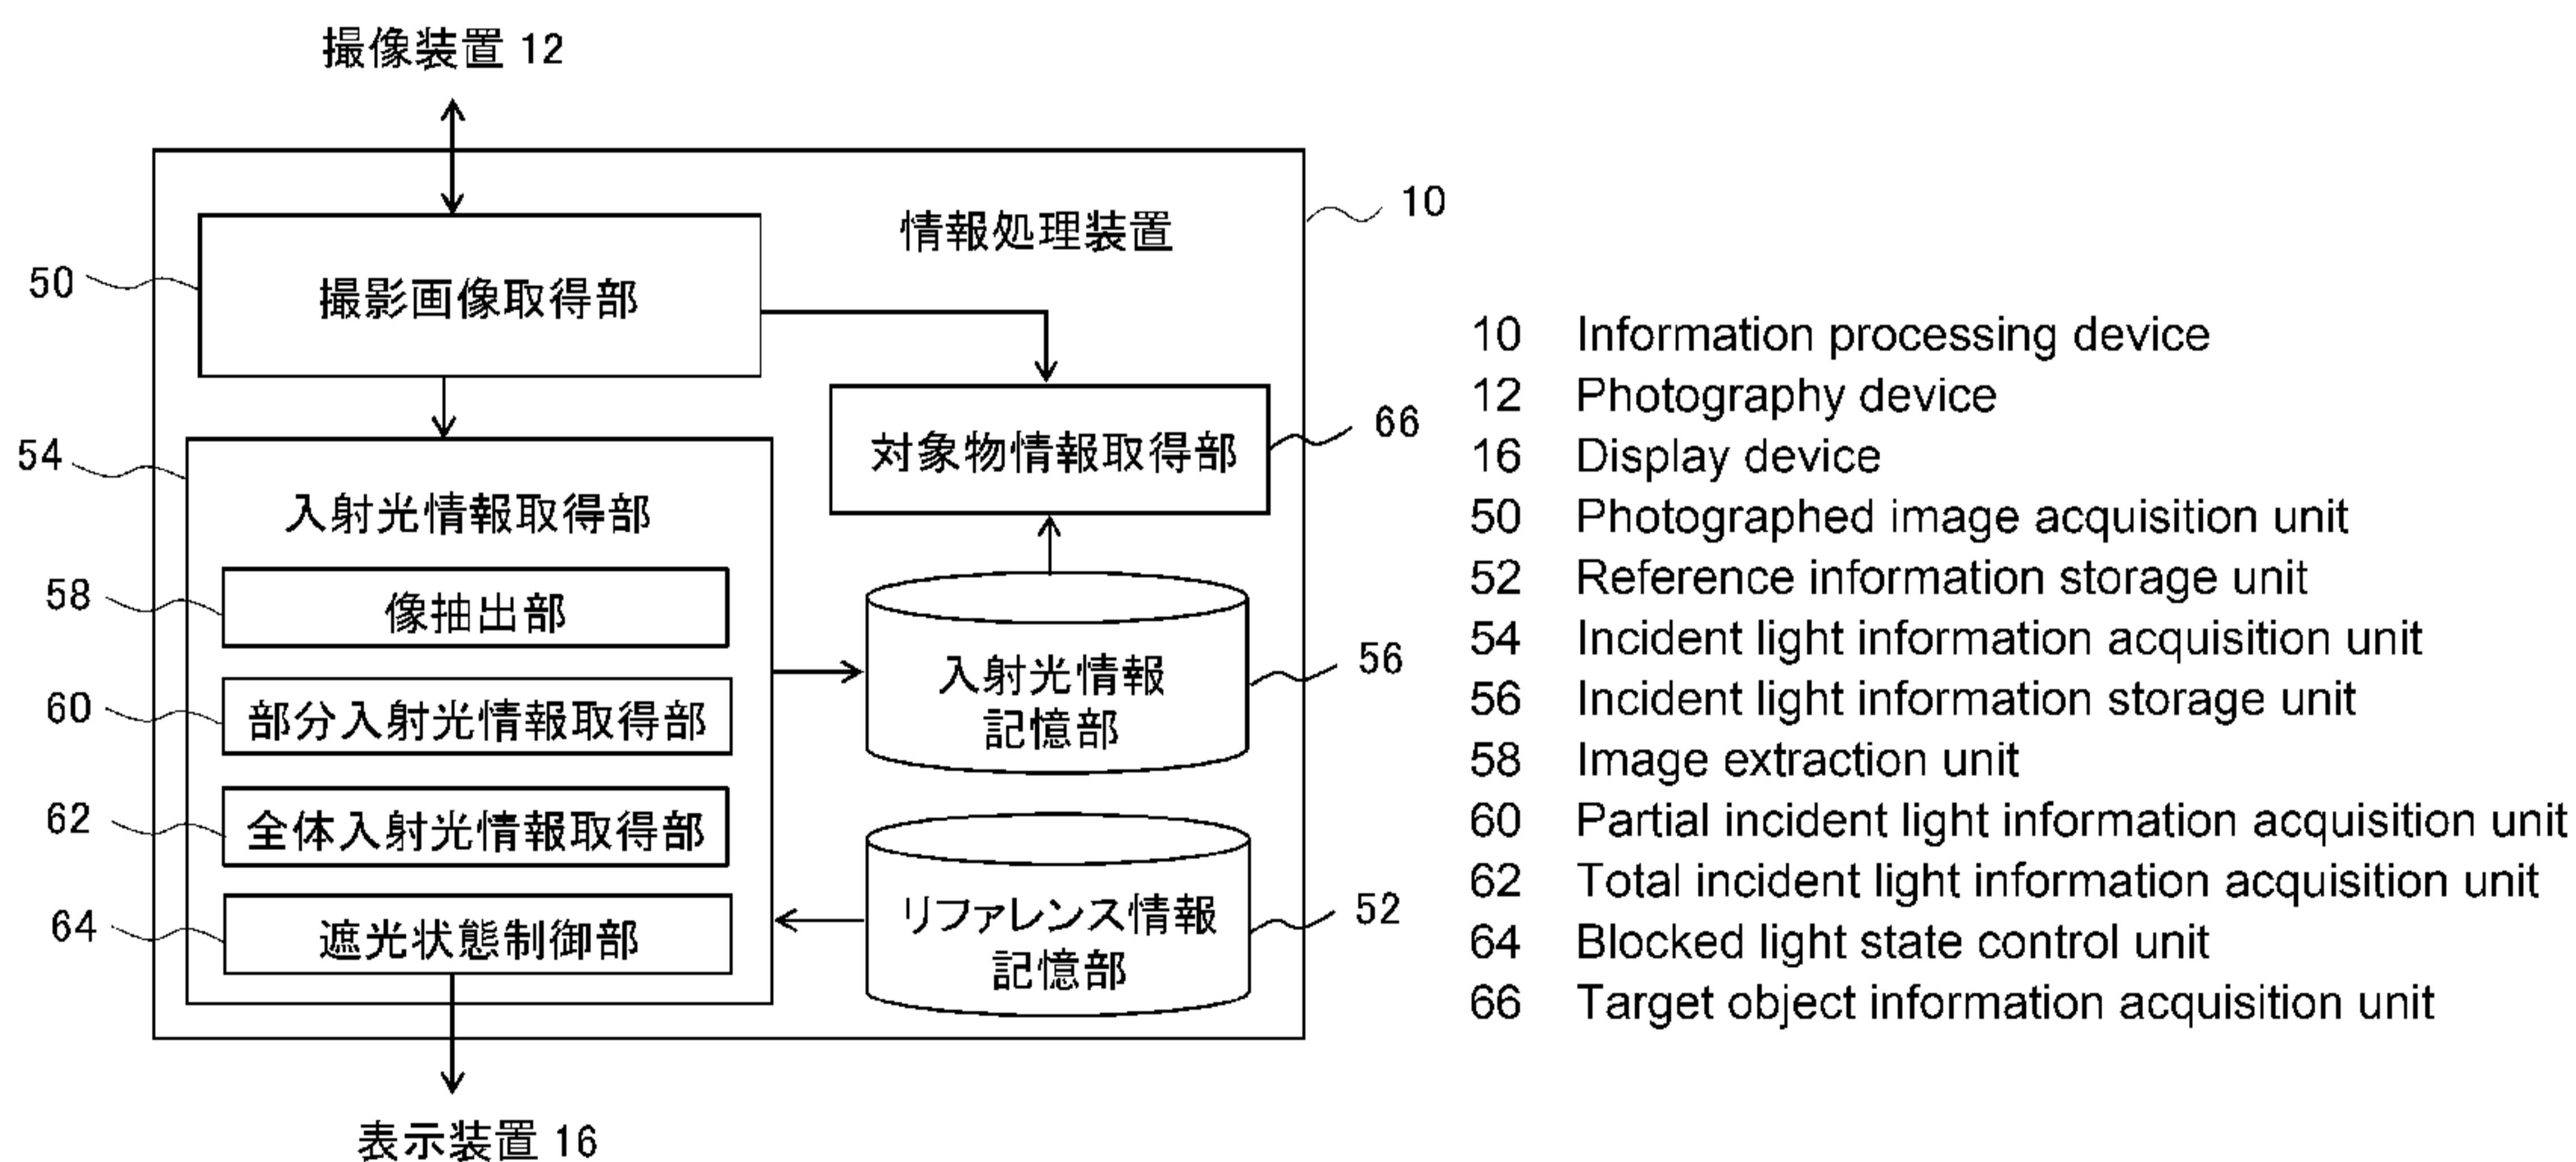 撮像装置 12
情報処理装置
10
50
撮影画像取得部
54
入射光情報取得部
対象物情報取得部
66
58
像抽出部
60
部分入射光情報取得部
入射光情報
記憶部
56
62
全体入射光情報取得部
64
遮光状態制御部
リファレンス情報
記憶部
52
表示装置 16
10 Information processing device
12 Photography device
16 Display device
50 Photographed image acquisition unit
52 Reference information storage unit
54 Incident light information acquisition unit
56 Incident light information storage unit
58 Image extraction unit
60 Partial incident light information acquisition unit
62 Total incident light information acquisition unit
64 Blocked light state control unit
66 Target object information acquisition unit